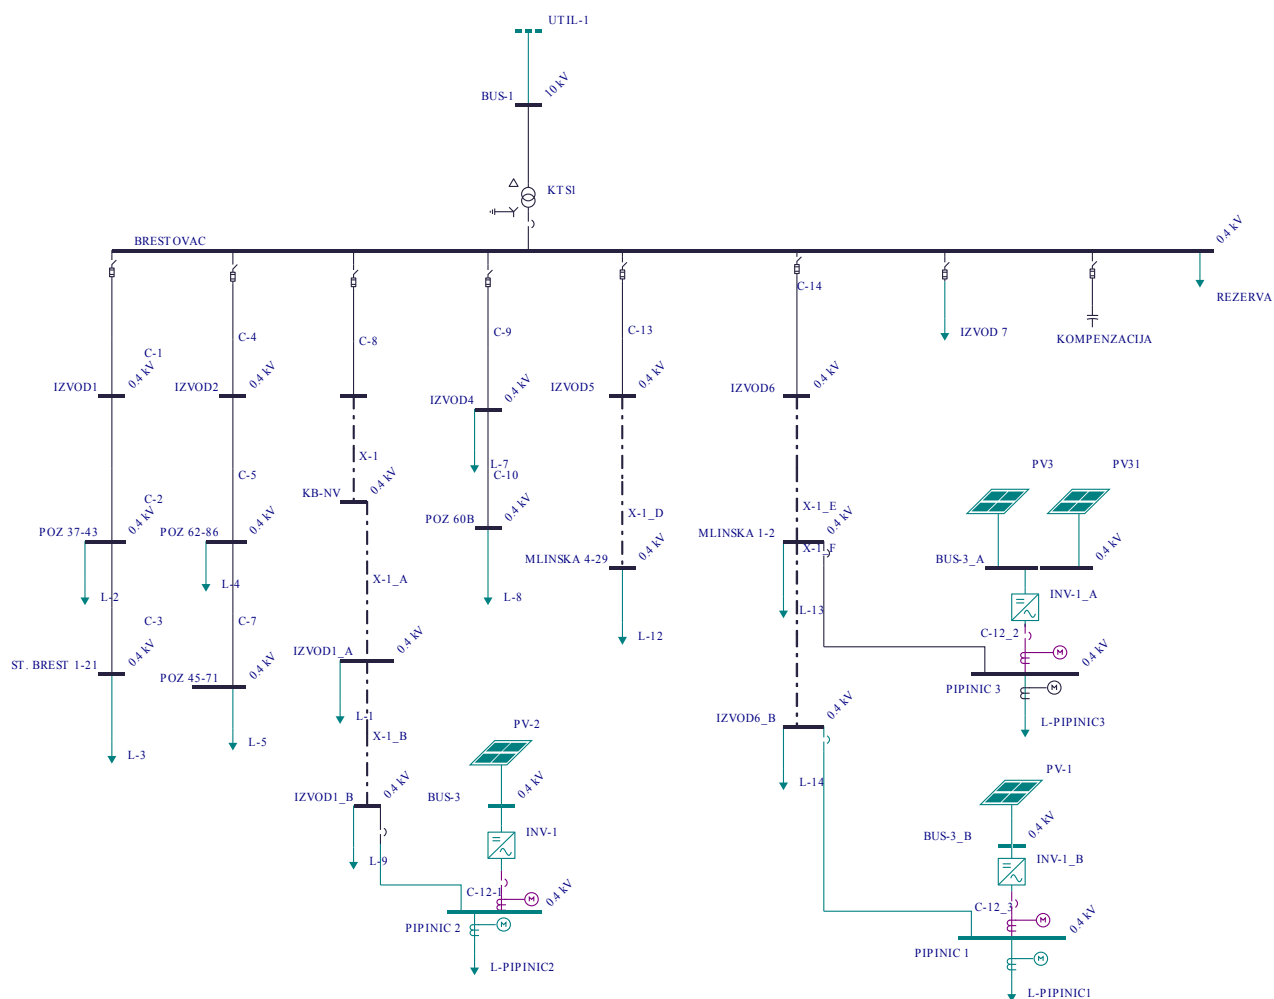 UTIL-1
10 kV
BUS-1
KTS1
BRESTOVAC
0.4 kV
REZERVA
C-14
C-4
C-9
C-13
IZVOD 7
KOMPENZACIJA
C-1
C-8
IZVOD1
0.4 kV
IZVOD2
0.4 kV
IZVOD4
0.4 kV
IZVOD5
0.4 kV
IZVOD6
0.4 kV
X-1
L-7
C-5
C-10
PV3
PV31
KB-NV
0.4 kV
C-2
X-1_E
POZ 37-43
0.4 kV
POZ 62-86
0.4 kV
POZ 60B
0.4 kV
X-1_D
MLINSKA 1-2
0.4 kV
X-1_F
MLINSKA 4-29
0.4 kV
BUS-3_A
0.4 kV
X-1_A
L-4
INV-1_A
L-2
L-8
L-13
C-3
C-7
L-12
C-12_2
ST. BREST 1-21
0.4 kV
POZ 45-71
0.4 kV
IZVOD1_A
0.4 kV
PIPINIC 3
0.4 kV
L-1
IZVOD6_B
0.4 kV
L-PIPINIC3
X-1_B
PV-2
L-3
L-5
PV-1
L-14
IZVOD1_B
0.4 kV
BUS-3
0.4 kV
INV-1
BUS-3_B
0.4 kV
L-9
INV-1_B
C-12-1
M
0.4 kV
C-12_3
M
0.4 kV
PIPINIC 2
M
PIPINIC 1
M
L-PIPINIC2
L-PIPINIC1
M
M